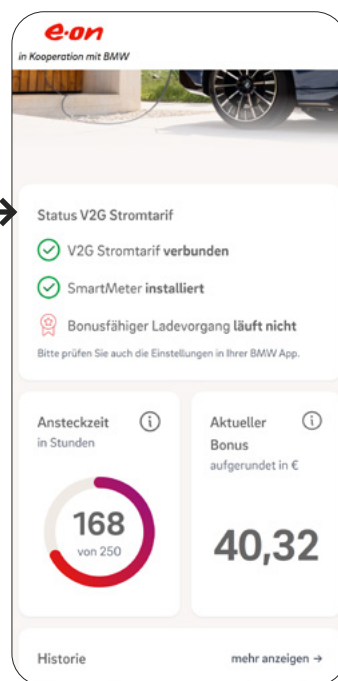 e·on
in Kooperation mit BMW
Status V2G Stromtarif
V2G Stromtarif verbunden
SmartMeter installiert
Bonusfähiger Ladevorgang läuft nicht
Bitte prüfen Sie auch die Einstellungen in Ihrer BMW App.
Ansteckzeit
in Stunden
168
von 250
Aktueller
Bonus
aufgerundet in €
40,32
Historie
mehr anzeigen →